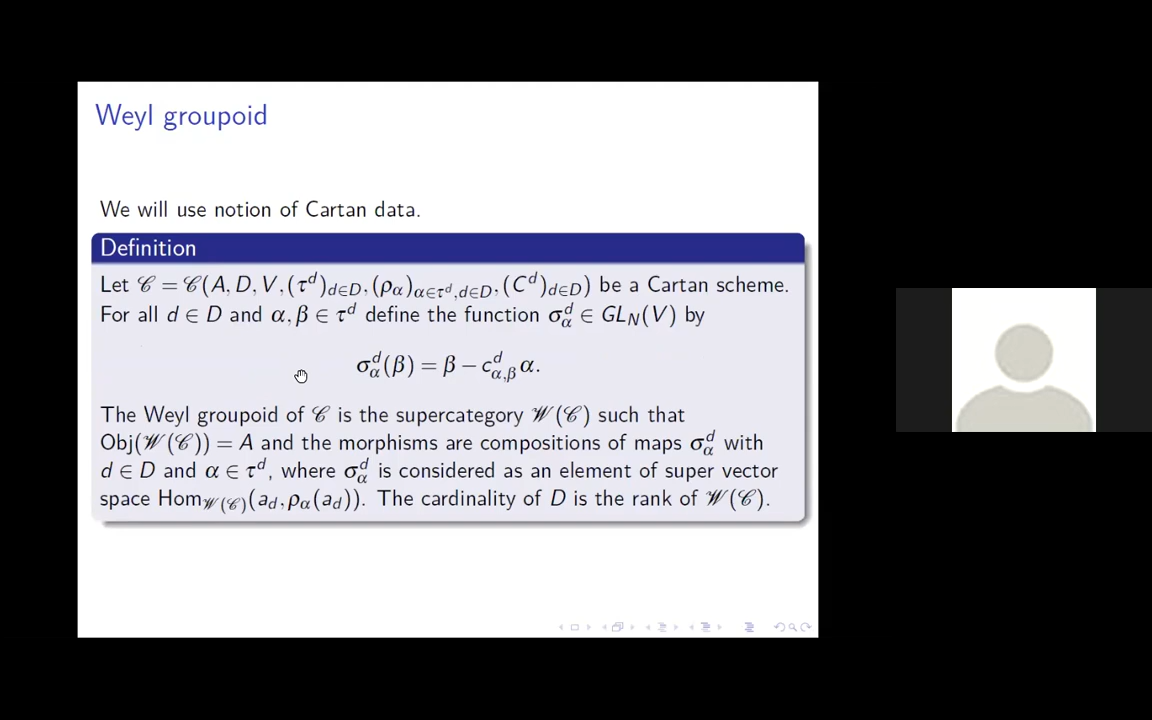 Weyl groupoid
We will use notion of Cartan data.
Definition
Let 𝒞 = 𝒞(A, D, V, (τ^d)_{d∈D}, (ρ_α)_{α∈τ^d, d∈D}, (C^d)_{d∈D}) be a Cartan scheme.
For all d ∈ D and α, β ∈ τ^d define the function σ_α^d ∈ GL_N(V) by
σ_α^d(β) = β − c_{α,β}^d α.
The Weyl groupoid of 𝒞 is the supercategory 𝒲(𝒞) such that
Obj(𝒲(𝒞)) = A and the morphisms are compositions of maps σ_α^d with
d ∈ D and α ∈ τ^d, where σ_α^d is considered as an element of super vector
space Hom_{𝒲(𝒞)}(a_d, ρ_α(a_d)). The cardinality of D is the rank of 𝒲(𝒞).